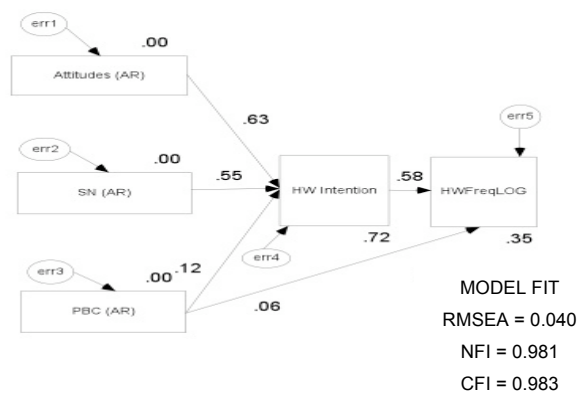 err1
.00
Attitudes (AR)
.63
err5
err2
.00
SN (AR)
.55
HW Intention
.58
HWFreqLOG
.72
.35
err4
err3
.00
.12
PBC (AR)
.06
MODEL FIT
RMSEA = 0.040
NFI = 0.981
CFI = 0.983